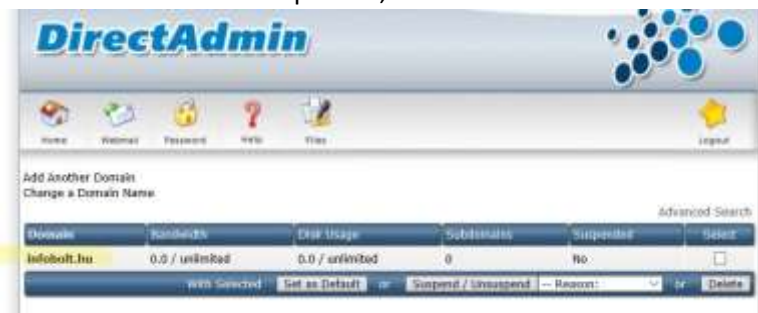 DirectAdmin
Home Webmail Password Help Files Logout
Add Another Domain
Change a Domain Name
Advanced Search
Domain Bandwidth Disk Usage Subdomains Suspended Select
infobolt.hu 0.0 / unlimited 0.0 / unlimited 0 No
With Selected Set as Default or Suspend / Unsuspend -- Reason: or Delete